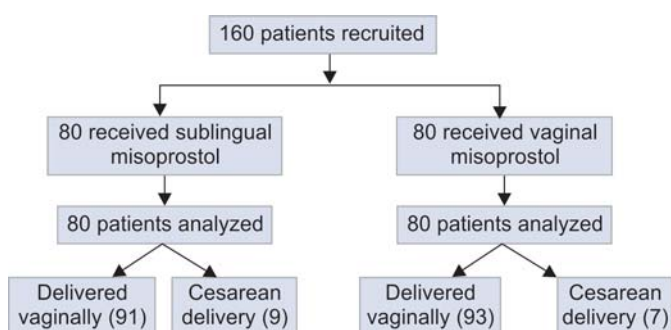 160 patients recruited
80 received sublingual
misoprostol
80 received vaginal
misoprostol
80 patients analyzed
80 patients analyzed
Delivered
vaginally (91)
Cesarean
delivery (9)
Delivered
vaginally (93)
Cesarean
delivery (7)